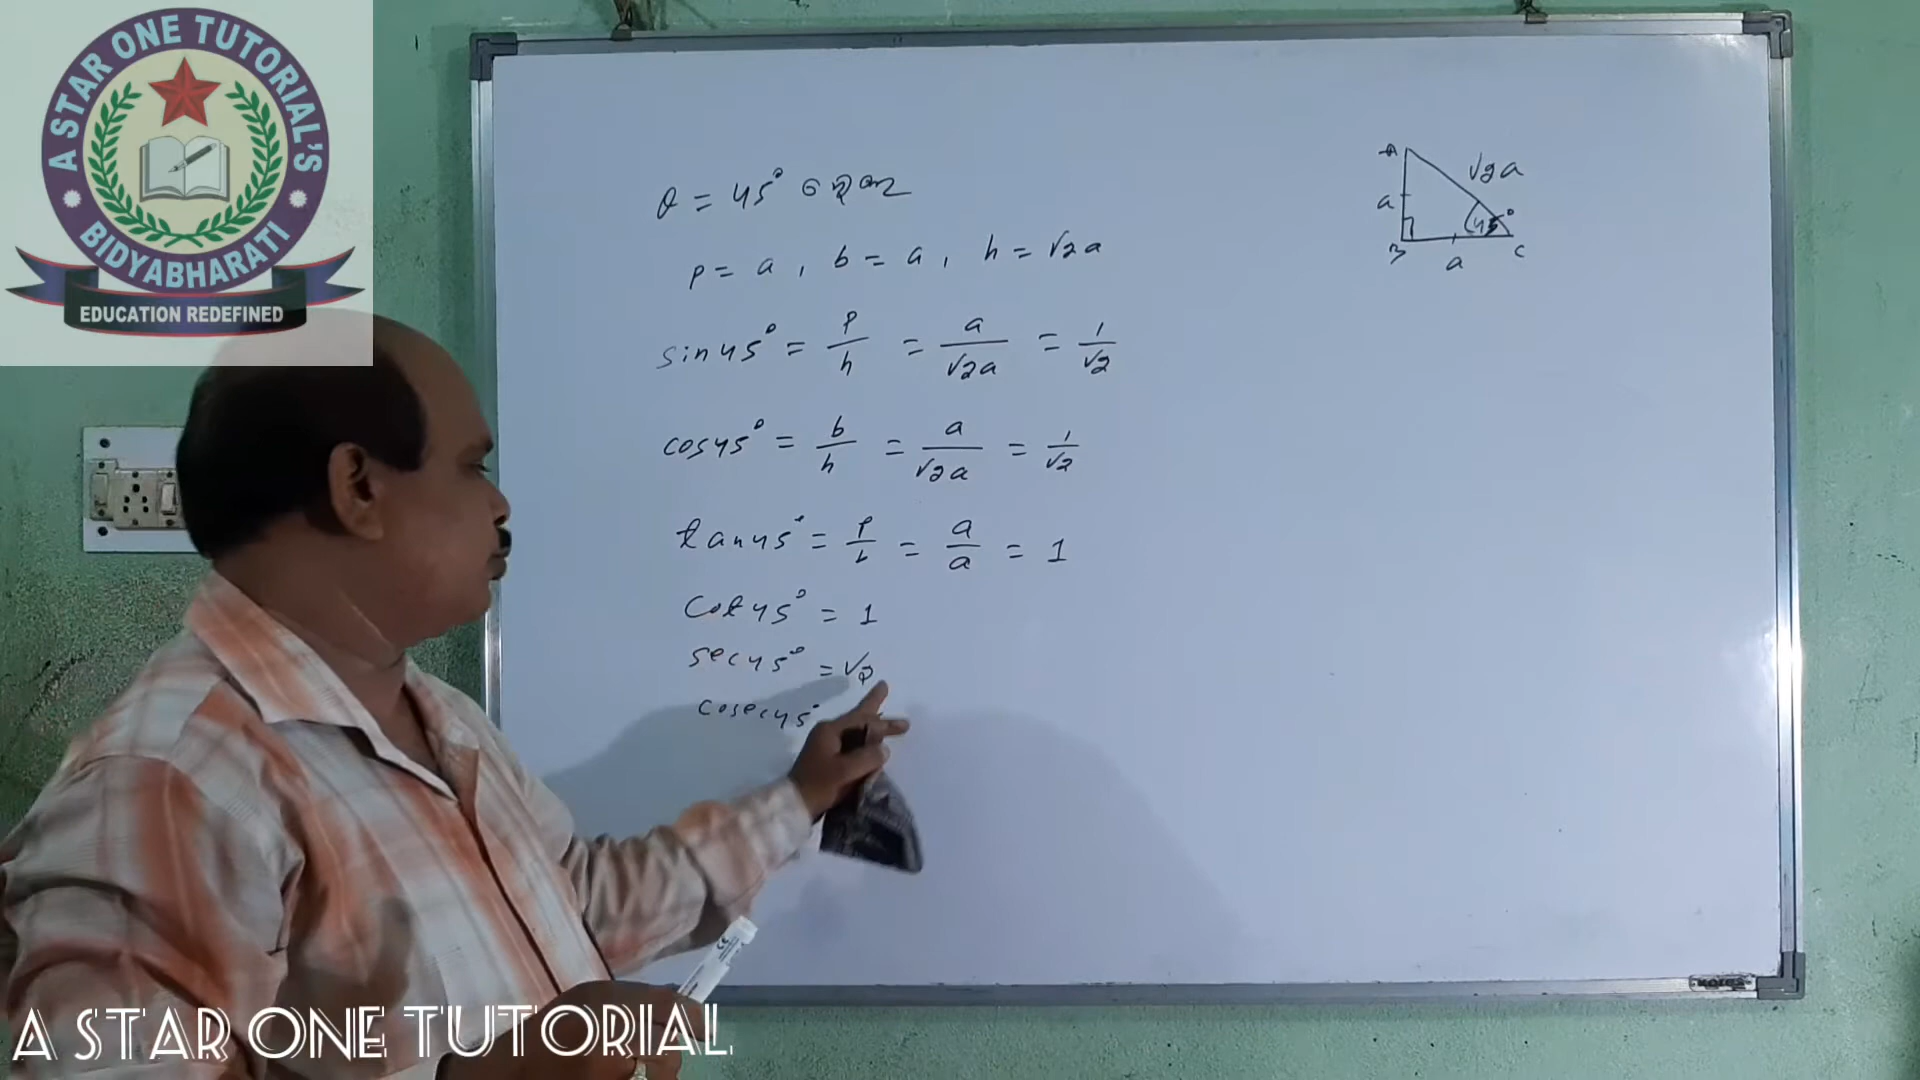 A STAR ONE TUTORIAL'S
BIDYABHARATI
EDUCATION REDEFINED
θ = 45° ହେଲେ
p = a , b = a , h = √2a
sin45° = p/h = a/√2a = 1/√2
cos45° = b/h = a/√2a = 1/√2
tan45° = p/b = a/a = 1
cot45° = 1
sec45° = √2
cosec45°
A
√2a
a
45°
B
a
C
A STAR ONE TUTORIAL